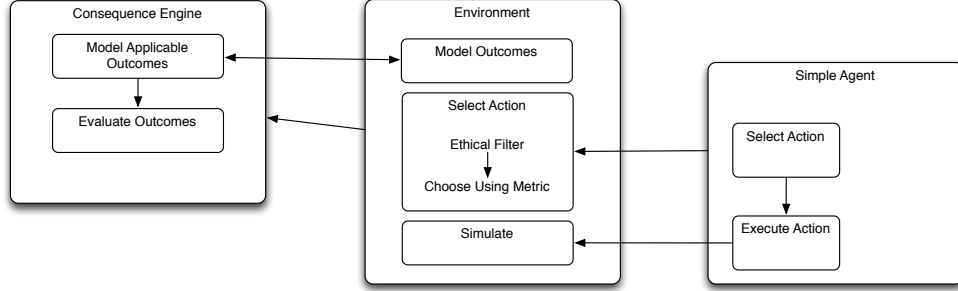 Consequence Engine
Model Applicable
Outcomes
Evaluate Outcomes
Environment
Model Outcomes
Select Action
Ethical Filter
Choose Using Metric
Simulate
Simple Agent
Select Action
Execute Action